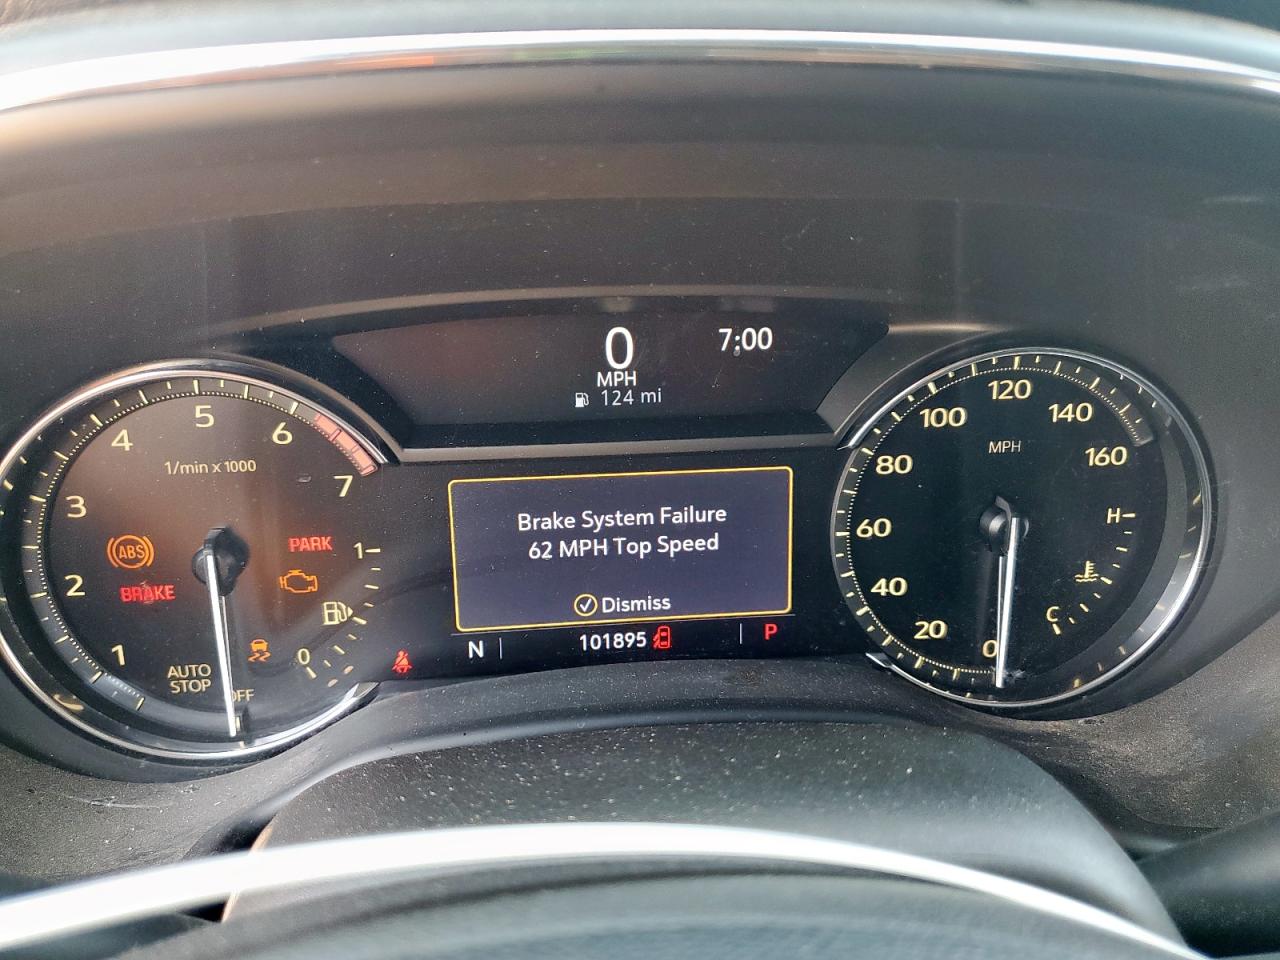 0
MPH
124 mi
7:00
1
2
3
4
5
6
7
1/min x 1000
ABS
BRAKE
PARK
1
0
AUTO
STOP
OFF
Brake System Failure
62 MPH Top Speed
Dismiss
N
101895
P
0
20
40
60
80
100
120
140
160
MPH
H
C